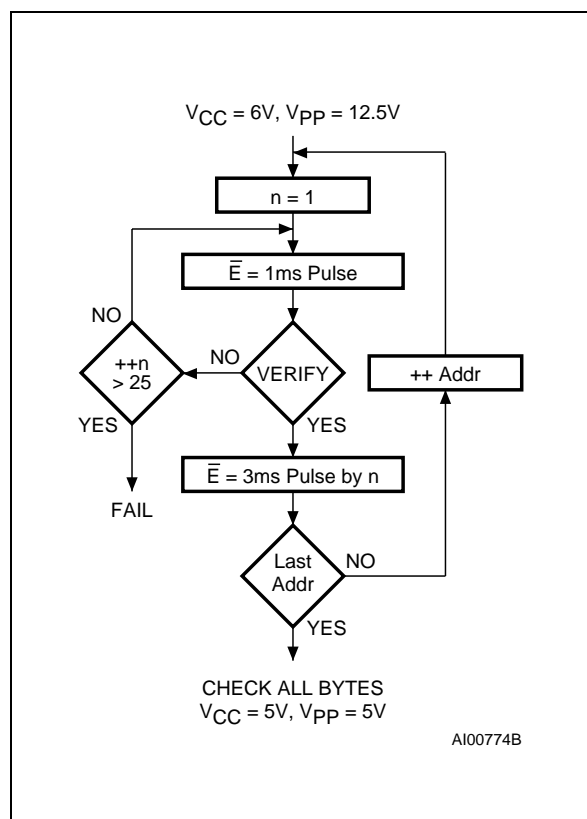 VCC = 6V, VPP = 12.5V
n = 1
E̅ = 1ms Pulse
NO
++n
> 25
NO
VERIFY
++ Addr
YES
YES
E̅ = 3ms Pulse by n
FAIL
Last
Addr
NO
YES
CHECK ALL BYTES
VCC = 5V, VPP = 5V
AI00774B